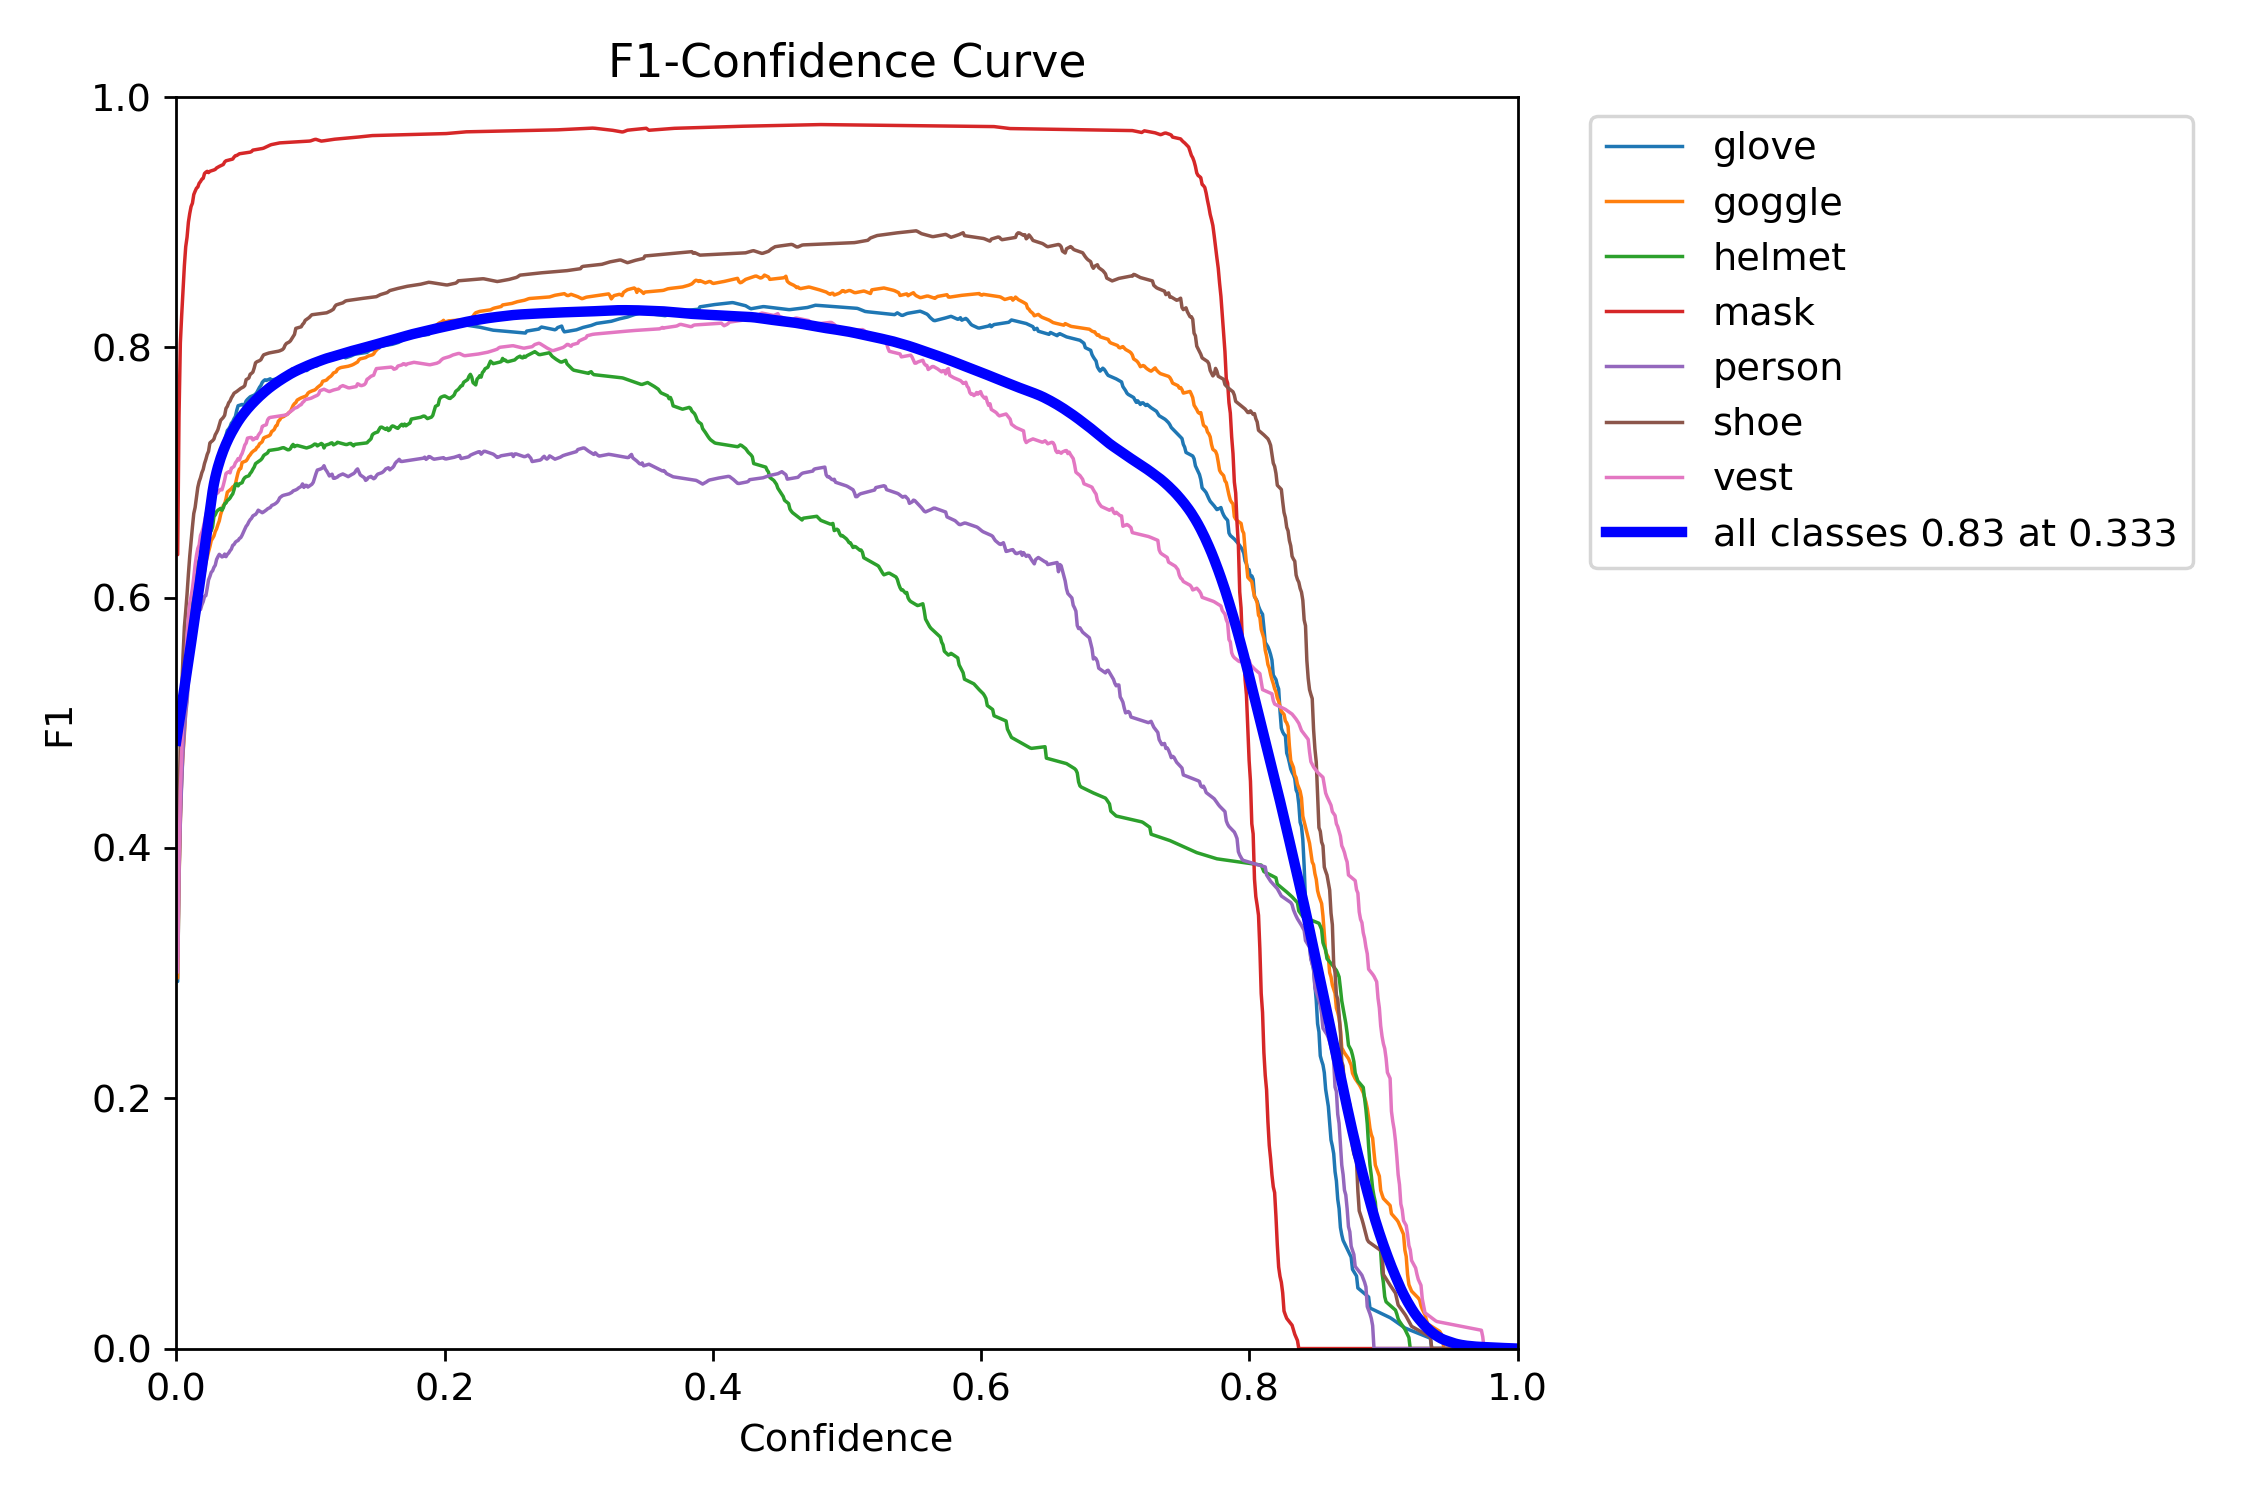 F1-Confidence Curve
1.0
0.8
0.6
0.4
0.2
0.0
F1
0.0 0.2 0.4 0.6 0.8 1.0
Confidence
glove
goggle
helmet
mask
person
shoe
vest
all classes 0.83 at 0.333